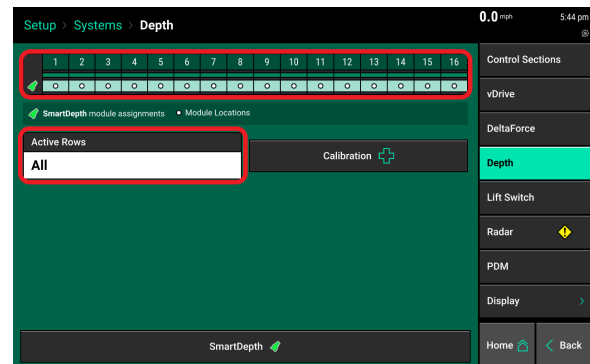 Setup > Systems > Depth
0.0 mph
5:44 pm
1 2 3 4 5 6 7 8 9 10 11 12 13 14 15 16
SmartDepth module assignments
Module Locations
Active Rows
All
Calibration
SmartDepth
Control Sections
vDrive
DeltaForce
Depth
Lift Switch
Radar
PDM
Display >
Home
< Back